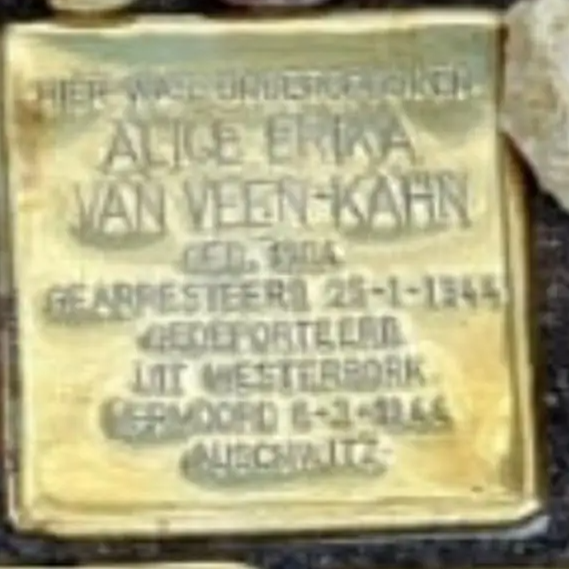 HIER WAS ONDERGEDOKEN
ALICE ERIKA
VAN VEEN-KAHN
GEB. 1904
GEARRESTEERD 25-1-1944
GEDEPORTEERD
UIT WESTERBORK
VERMOORD 6-3-1944
AUSCHWITZ